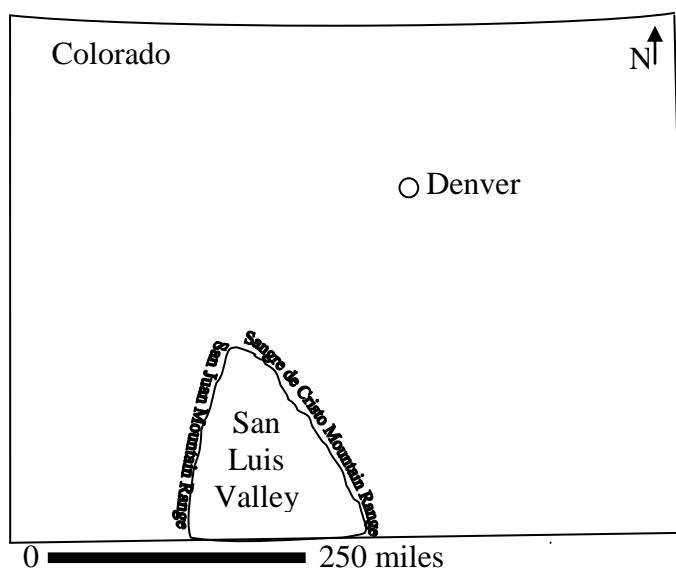 Colorado
N
Denver
San Juan Mountain Range
Sangre de Cristo Mountain Range
San
Luis
Valley
0 250 miles